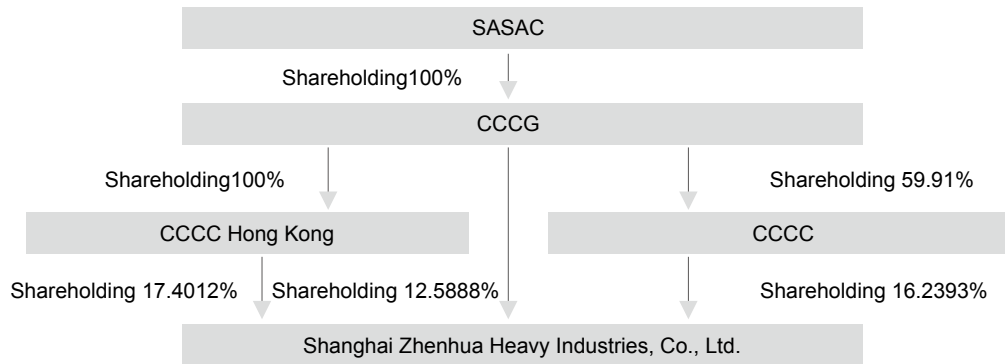 SASAC
Shareholding100%
CCCG
Shareholding100%
Shareholding 59.91%
CCCC Hong Kong
CCCC
Shareholding 17.4012%
Shareholding 12.5888%
Shareholding 16.2393%
Shanghai Zhenhua Heavy Industries, Co., Ltd.